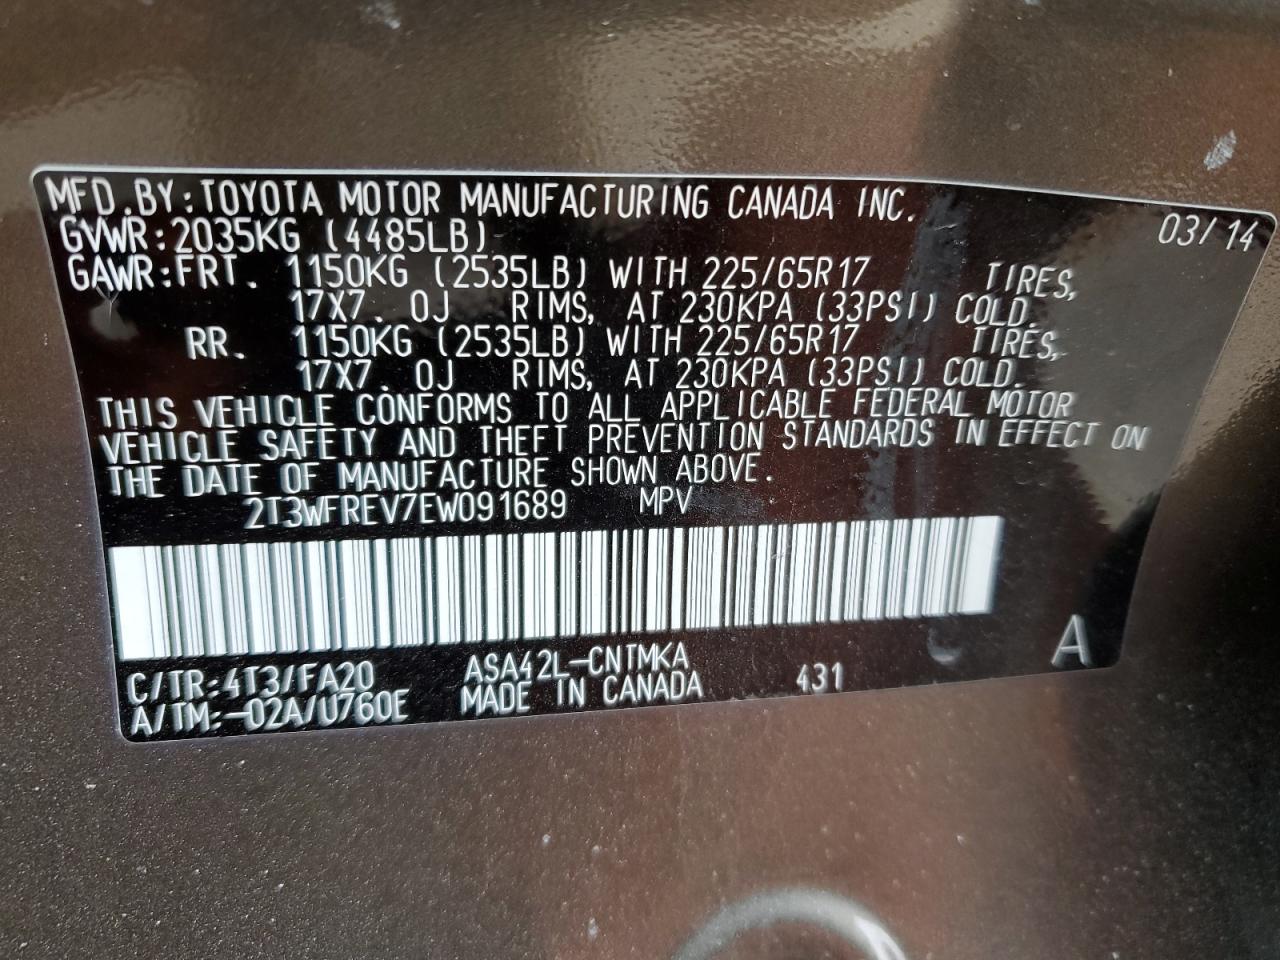 MFD.BY:TOYOTA MOTOR MANUFACTURING CANADA INC.
03/14
GVWR:2035KG (4485LB)
GAWR:FRT. 1150KG (2535LB) WITH 225/65R17 TIRES,
17X7.0J RIMS, AT 230KPA (33PSI) COLD.
RR. 1150KG (2535LB) WITH 225/65R17 TIRES,
17X7.0J RIMS, AT 230KPA (33PSI) COLD.
THIS VEHICLE CONFORMS TO ALL APPLICABLE FEDERAL MOTOR
VEHICLE SAFETY AND THEFT PREVENTION STANDARDS IN EFFECT ON
THE DATE OF MANUFACTURE SHOWN ABOVE.
2T3WFREV7EW091689 MPV
A
C/TR:4T3/FA20 ASA42L-CNTMKA 431
A/TM:-02A/U760E MADE IN CANADA